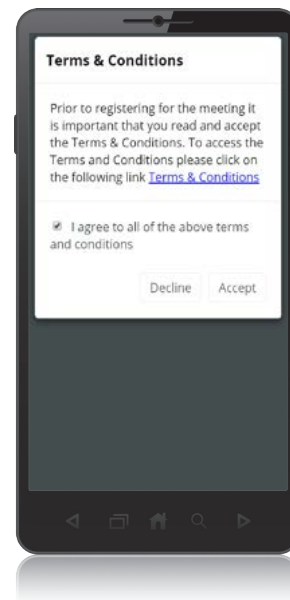 Terms & Conditions
Prior to registering for the meeting it
is important that you read and accept
the Terms & Conditions. To access the
Terms and Conditions please click on
the following link Terms & Conditions
I agree to all of the above terms
and conditions
Decline Accept